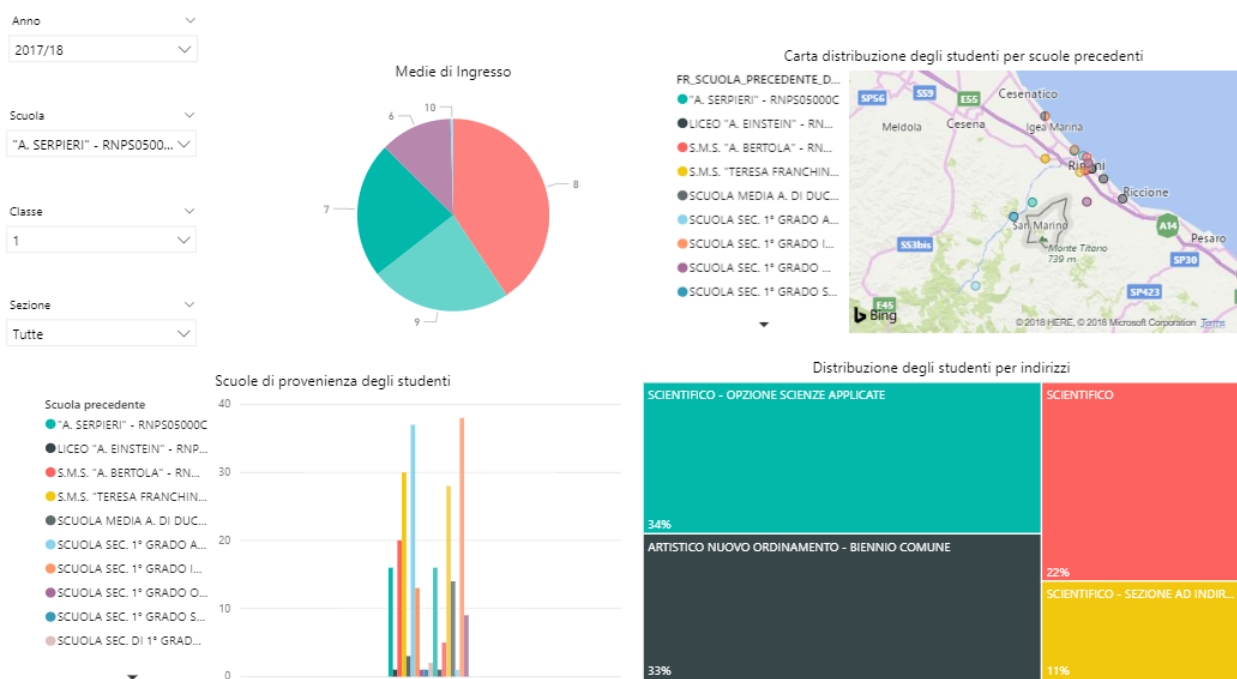 Anno
2017/18
Scuola
"A. SERPIERI" - RNPS0500...
Classe
1
Sezione
Tutte
Medie di Ingresso
10
6
8
7
9
Carta distribuzione degli studenti per scuole precedenti
FR_SCUOLA_PRECEDENTE_D...
"A. SERPIERI" - RNPS05000C
LICEO "A. EINSTEIN" - RN...
S.M.S. "A. BERTOLA" - RN...
S.M.S. "TERESA FRANCHIN...
SCUOLA MEDIA A. DI DUC...
SCUOLA SEC. 1° GRADO A...
SCUOLA SEC. 1° GRADO I...
SCUOLA SEC. 1° GRADO ...
SCUOLA SEC. 1° GRADO S...
SP56
SS9
E55
Cesenatico
Meldola
Cesena
Igea Marina
Rimini
Riccione
San Marino
A14
Pesaro
SS3bis
Monte Titano
739 m
SP30
SP423
E45
Bing
© 2018 HERE, © 2018 Microsoft Corporation Terms
Scuole di provenienza degli studenti
Scuola precedente
"A. SERPIERI" - RNPS05000C
LICEO "A. EINSTEIN" - RNP...
S.M.S. "A. BERTOLA" - RN...
S.M.S. "TERESA FRANCHIN...
SCUOLA MEDIA A. DI DUC...
SCUOLA SEC. 1° GRADO A...
SCUOLA SEC. 1° GRADO I...
SCUOLA SEC. 1° GRADO O...
SCUOLA SEC. 1° GRADO S...
SCUOLA SEC. DI 1° GRAD...
40
30
20
10
0
Distribuzione degli studenti per indirizzi
SCIENTIFICO - OPZIONE SCIENZE APPLICATE
34%
ARTISTICO NUOVO ORDINAMENTO - BIENNIO COMUNE
33%
SCIENTIFICO
22%
SCIENTIFICO - SEZIONE AD INDIR...
11%